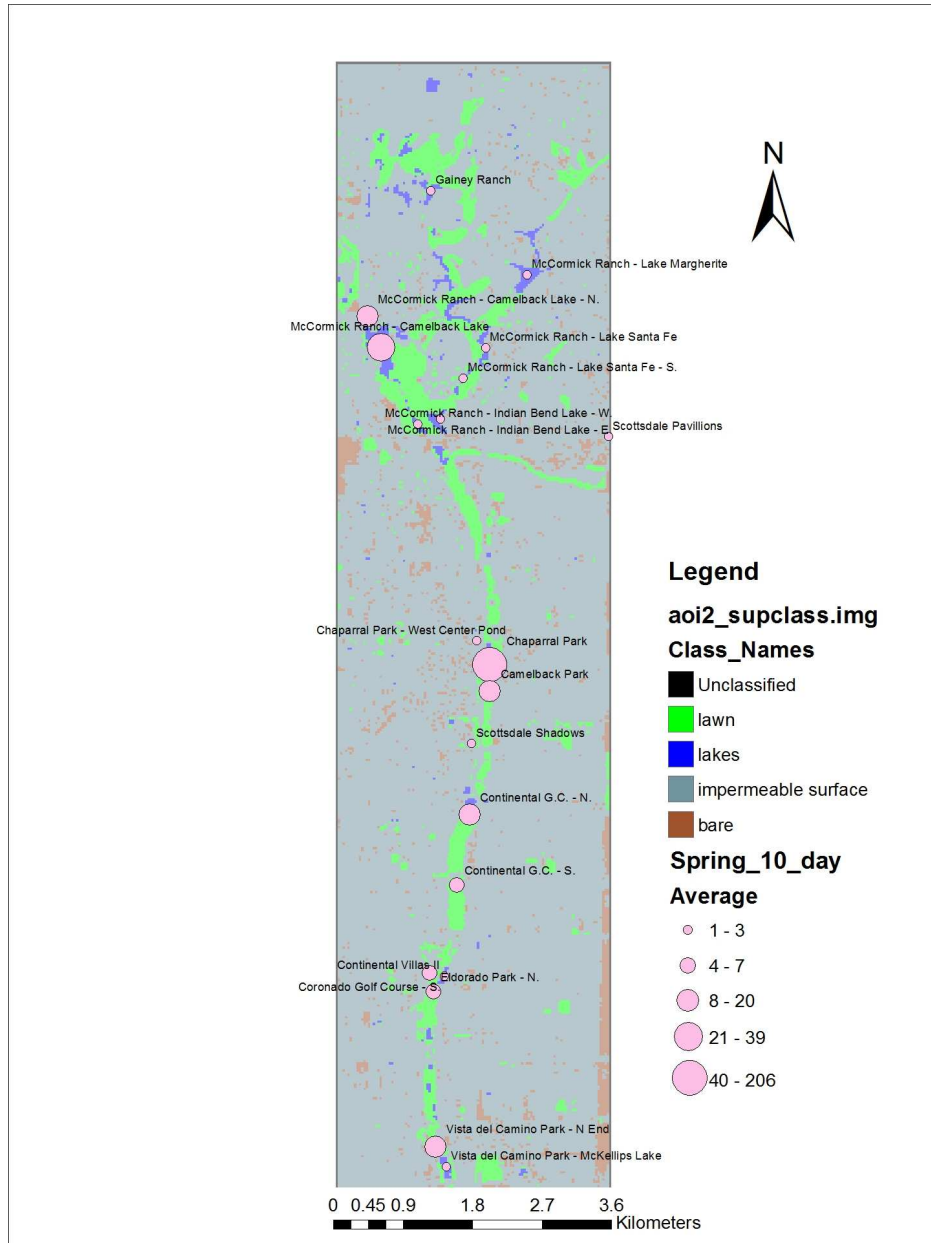 N
Gainey Ranch
McCormick Ranch - Lake Margherite
McCormick Ranch - Camelback Lake - N.
McCormick Ranch - Camelback Lake
McCormick Ranch - Lake Santa Fe
McCormick Ranch - Lake Santa Fe - S.
McCormick Ranch - Indian Bend Lake - W.
Scottsdale Pavillions
McCormick Ranch - Indian Bend Lake - E.
Legend
aoi2_supclass.img
Class_Names
Unclassified
lawn
lakes
impermeable surface
bare
Spring_10_day
Average
1 - 3
4 - 7
8 - 20
21 - 39
40 - 206
Chaparral Park - West Center Pond
Chaparral Park
Camelback Park
Scottsdale Shadows
Continental G.C. - N.
Continental G.C. - S.
Continental Villas II
Eldorado Park - N.
Coronado Golf Course - S.
Vista del Camino Park - N End
Vista del Camino Park - McKellips Lake
0 0.45 0.9 1.8 2.7 3.6
Kilometers